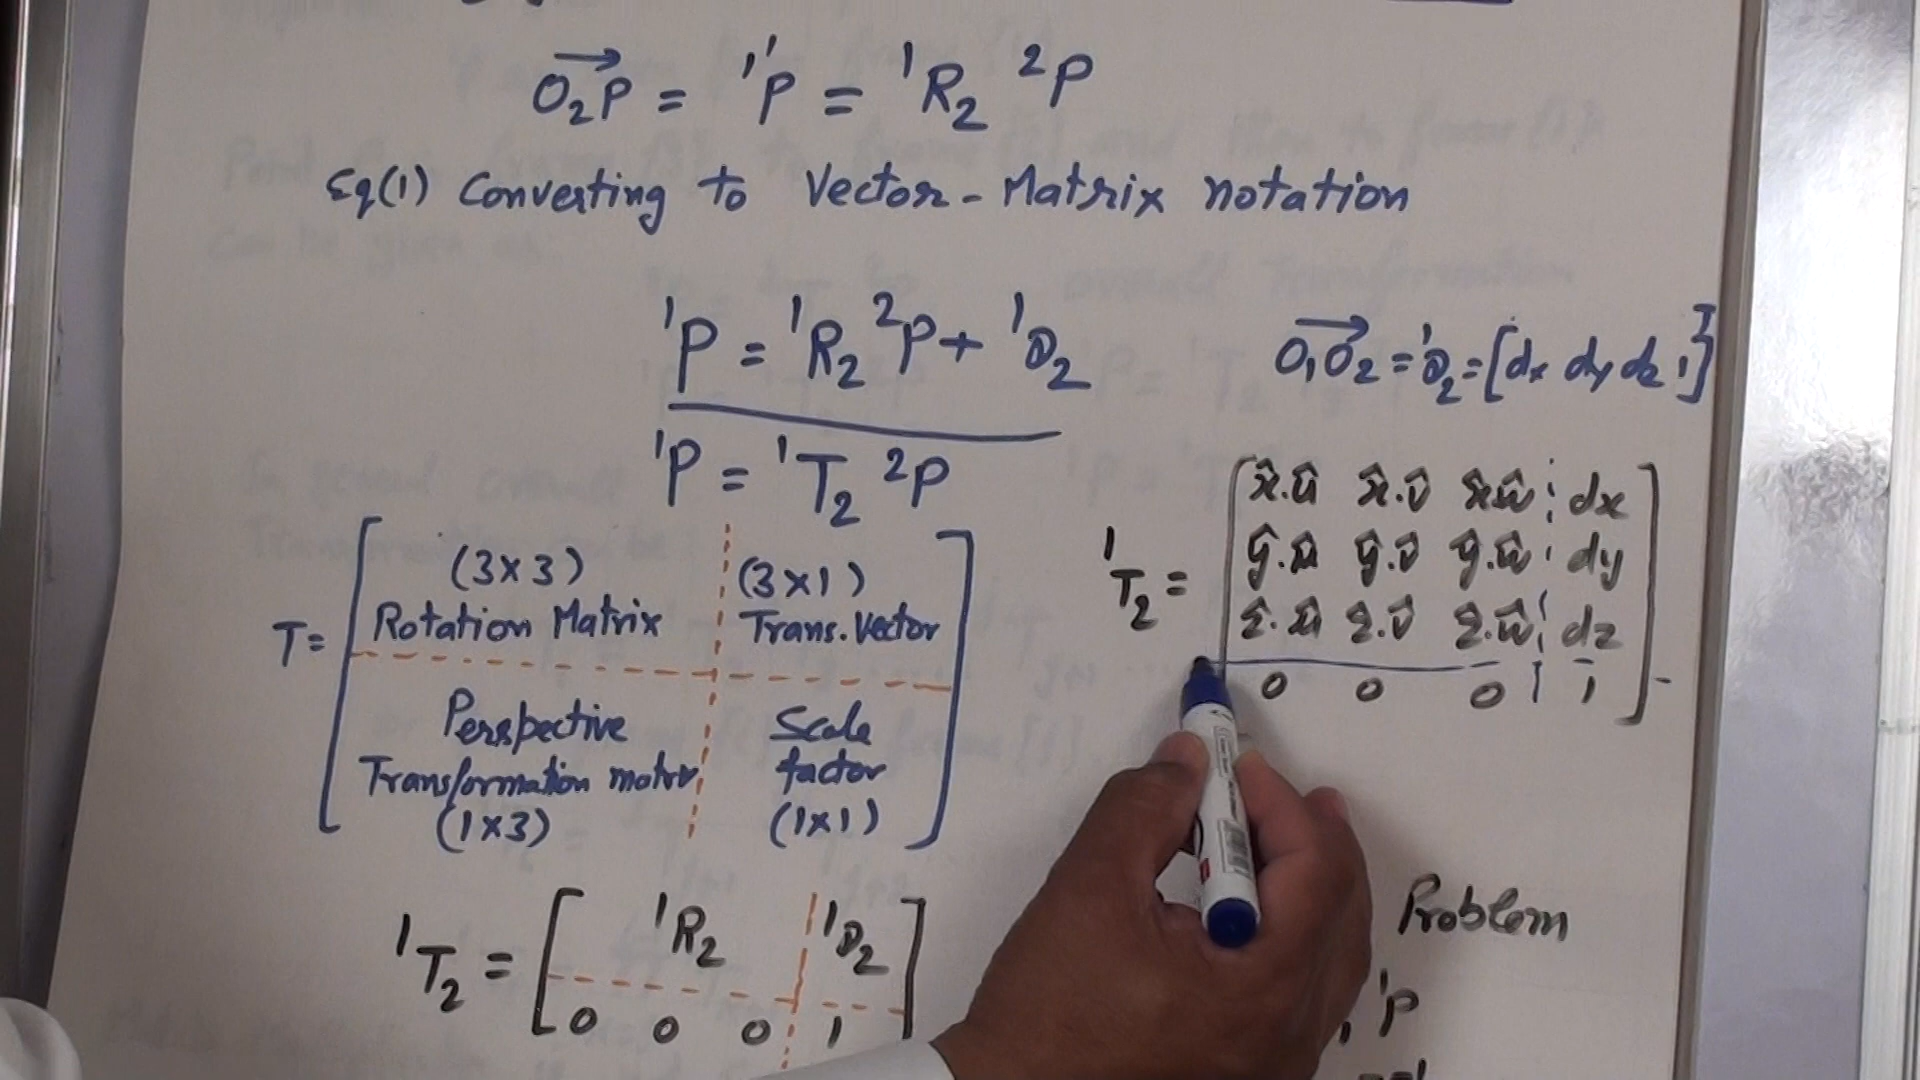 O₂P⃗ = ¹'P = ¹R₂ ²P
Eq(1) Converting to Vector-Matrix notation
¹P = ¹R₂ ²P + ¹D₂
O₁O₂⃗ = ¹D₂ = [dx dy dz 1]ᵀ
¹P = ¹T₂ ²P
T =
(3×3) (3×1)
Rotation Matrix Trans. Vector
Perspective Scale
Transformation factor
(1×3) (1×1)
¹T₂ =
x̂.û x̂.v̂ x̂.ŵ dx
ŷ.û ŷ.v̂ ŷ.ŵ dy
ẑ.û ẑ.v̂ ẑ.ŵ dz
0 0 0 1
¹T₂ = [ ¹R₂ ¹D₂ ]
0 0 0 1
Problem
, ¹P